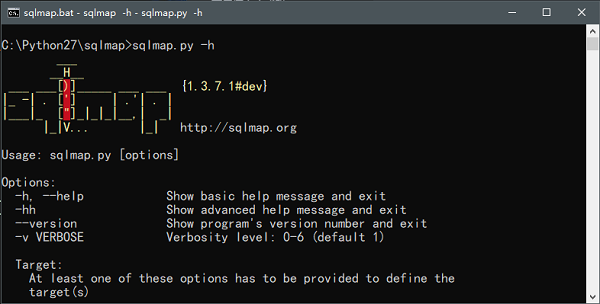 sqlmap.bat - sqlmap  -h - sqlmap.py  -h
C:\Python27\sqlmap>sqlmap.py -h
        ___
       __H__
 ___ ___[)]_____ ___ ___  {1.3.7.1#dev}
|_ -| . [']     | .'| . |
|___|_  ["]_|_|_|__,|  _|
      |_|V...       |_|   http://sqlmap.org
Usage: sqlmap.py [options]
Options:
  -h, --help            Show basic help message and exit
  -hh                   Show advanced help message and exit
  --version             Show program's version number and exit
  -v VERBOSE            Verbosity level: 0-6 (default 1)
  Target:
    At least one of these options has to be provided to define the
    target(s)